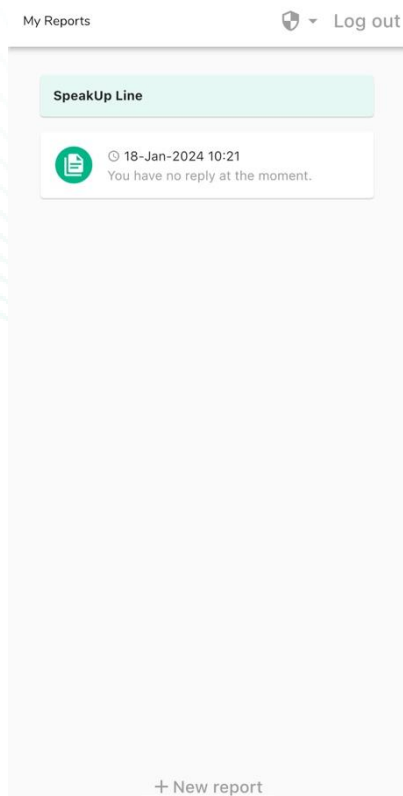 My Reports
Log out
SpeakUp Line
18-Jan-2024 10:21
You have no reply at the moment.
+ New report